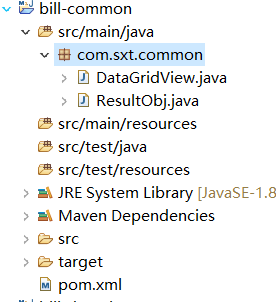 bill-common
src/main/java
com.sxt.common
DataGridView.java
ResultObj.java
src/main/resources
src/test/java
src/test/resources
JRE System Library [JavaSE-1.8
Maven Dependencies
src
target
pom.xml